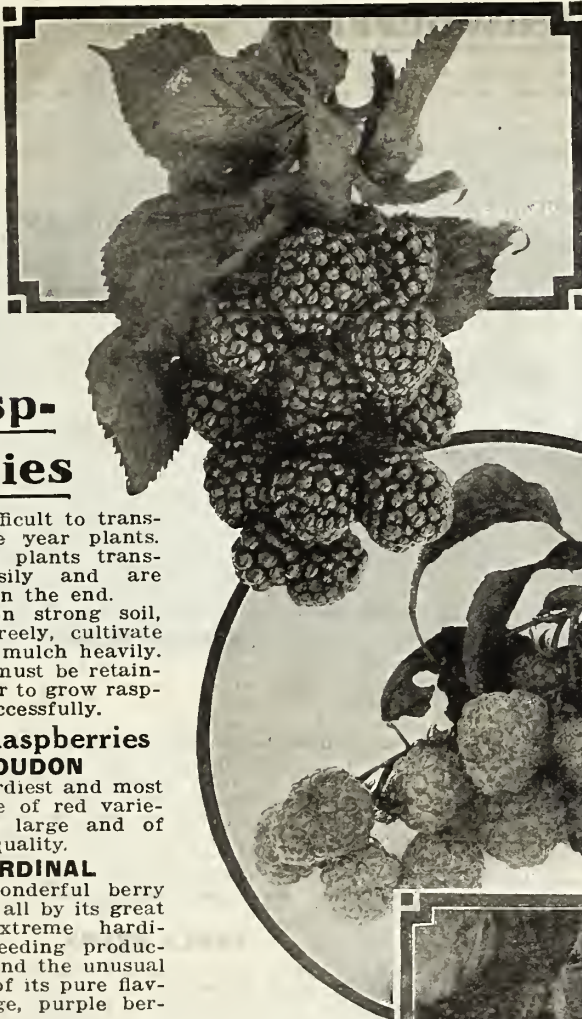 sp-
ies
fficult to trans-
e year plants.
plants trans-
sily and are
n the end.
n strong soil,
reely, cultivate
mulch heavily.
must be retain-
r to grow rasp-
ccessfully.
aspberries
OUDON
rdiest and most
e of red varie-
large and of
uality.
RDINAL
onderful berry
all by its great
xtreme hardi-
eeding produc-
nd the unusual
of its pure flav-
ge, purple ber-